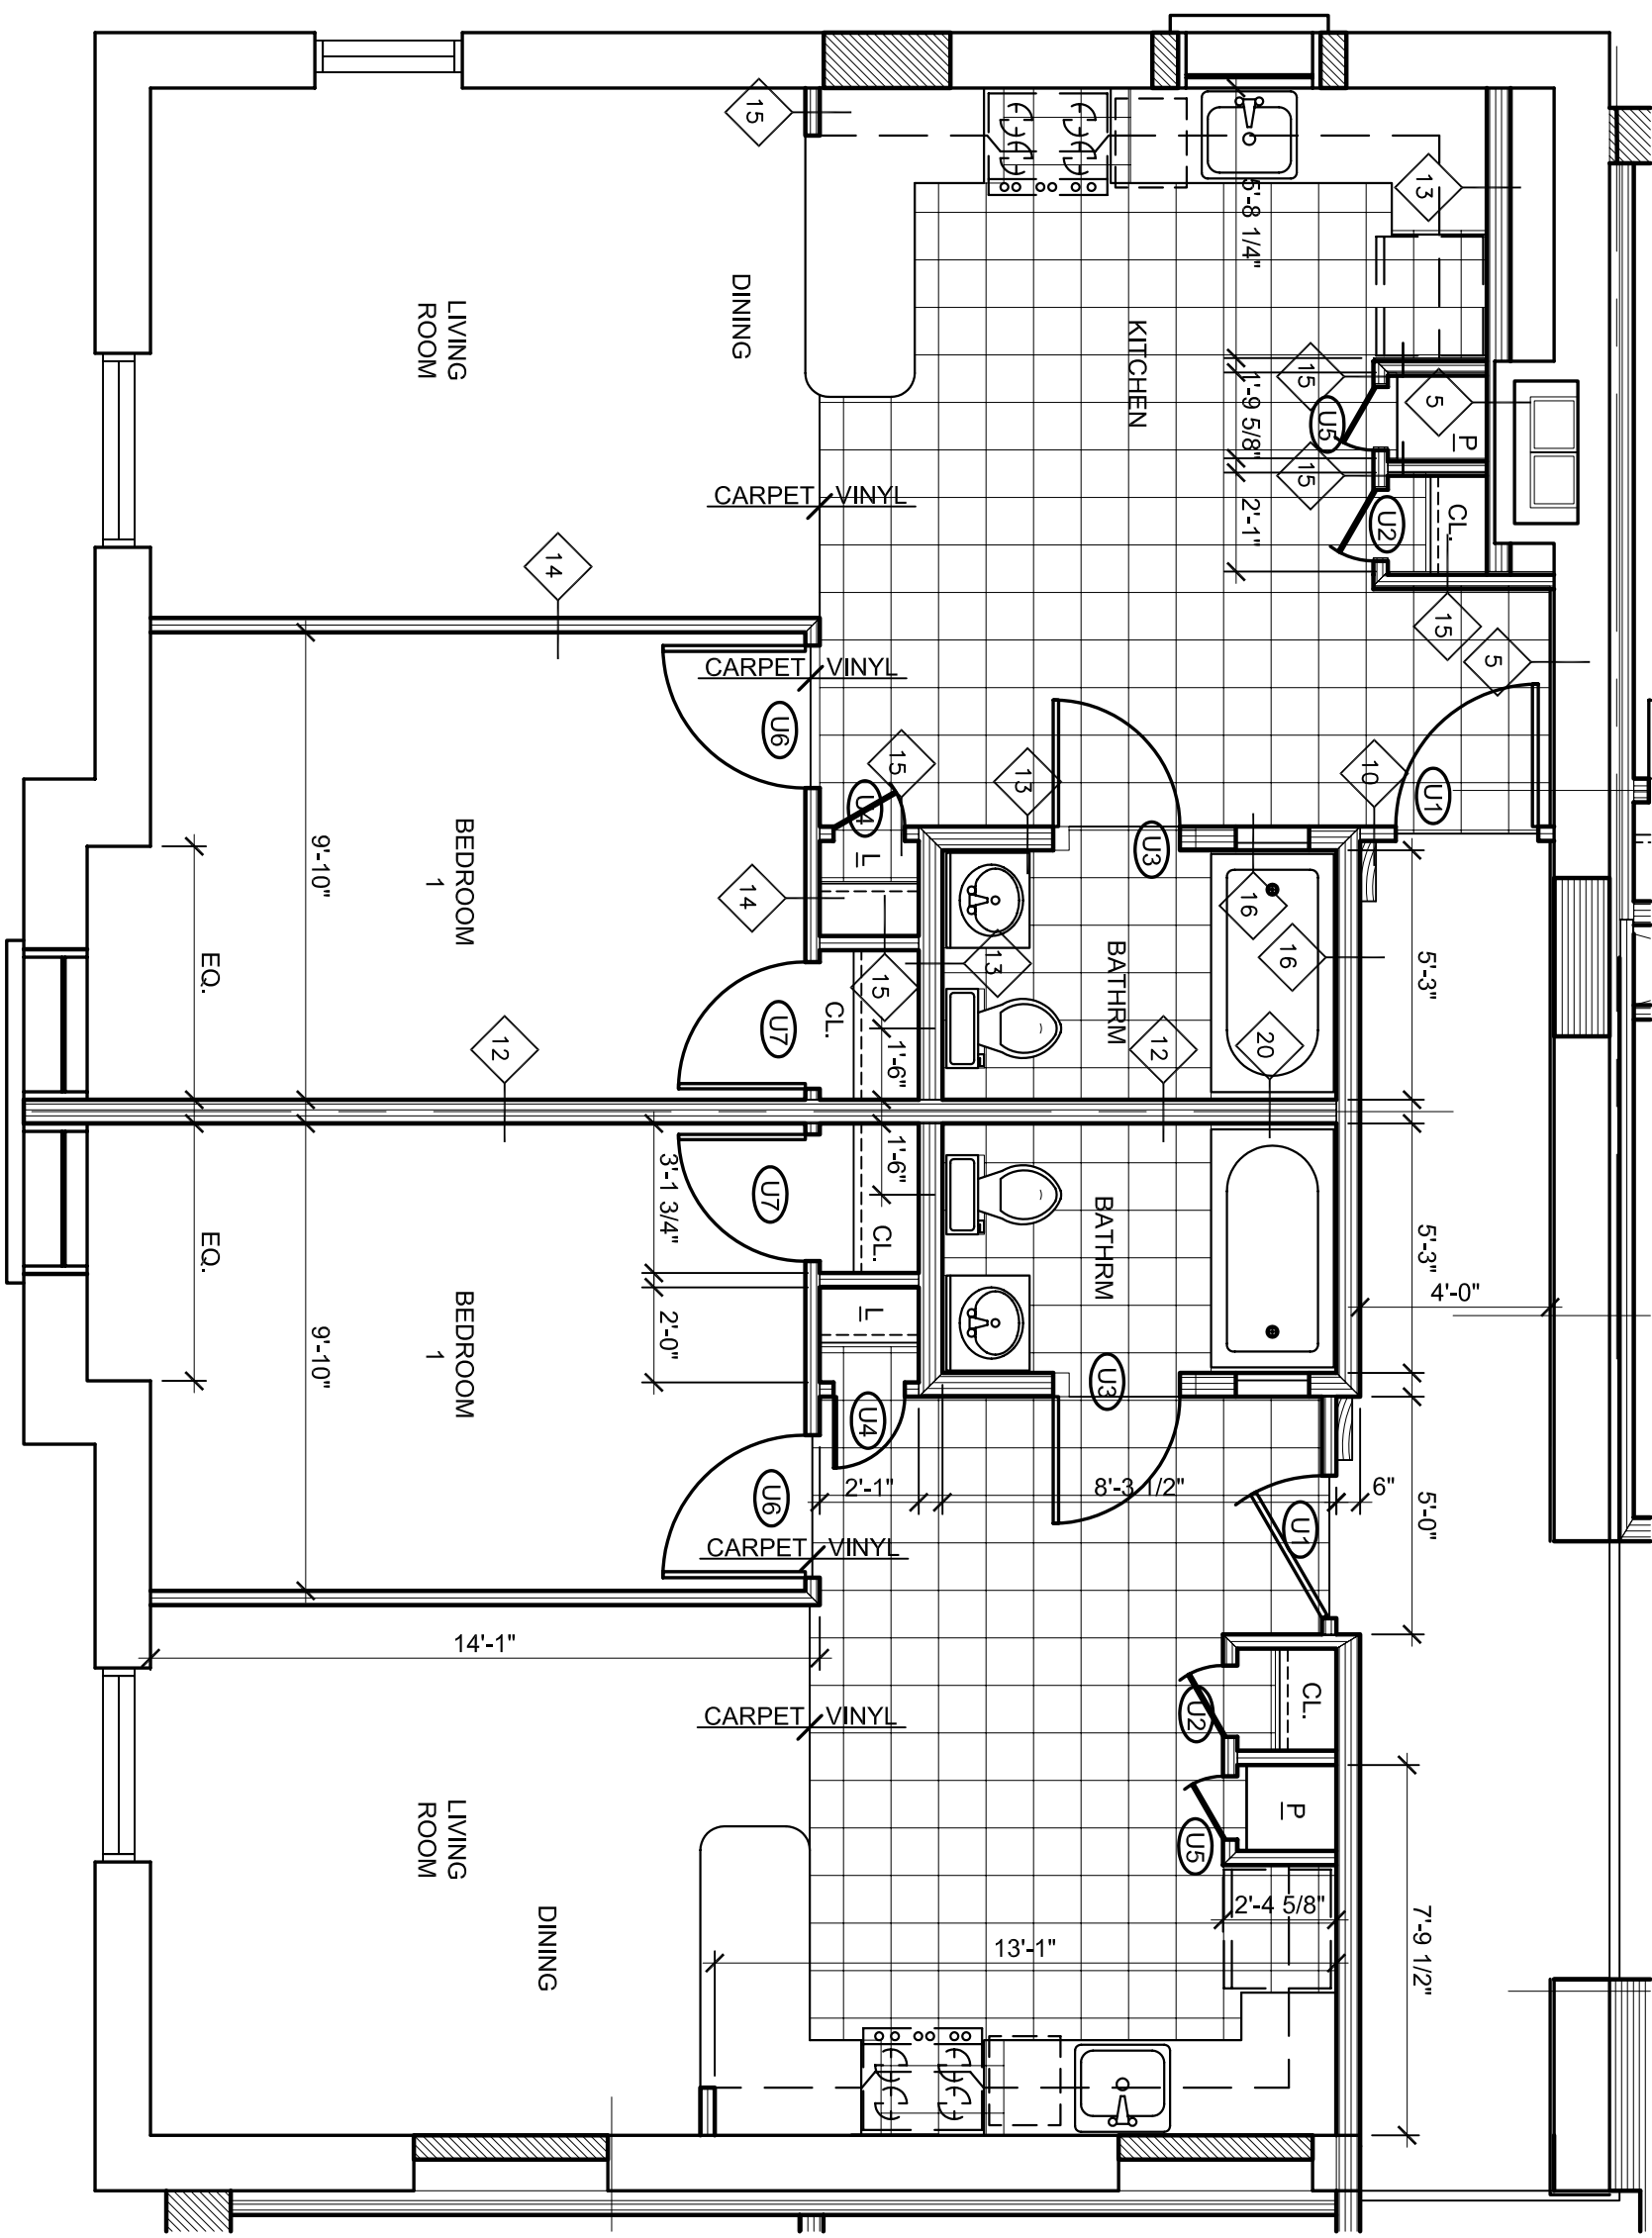 15
13
5'-8 1/4"
DINING
LIVING
ROOM
KITCHEN
15
5
1'-9 5/8"
U5
P
15
CARPET
VINYL
2'-1"
U2
CL.
14
15
5
CARPET
VINYL
U6
15
13
10
U1
U4
9'-10"
BEDROOM
1
L
U3
14
16
16
5'-3"
EQ.
15
13
BATHRM
CL.
U7
1'-6"
12
12
20
1'-6"
3'-1 3/4"
U7
CL.
BATHRM
5'-3"
4'-0"
EQ.
9'-10"
BEDROOM
1
2'-0"
L
U3
U4
U6
2'-1"
8'-3 1/2"
6"
U1
5'-0"
CARPET
VINYL
14'-1"
CARPET
VINYL
U2
CL.
P
U5
LIVING
ROOM
DINING
2'-4 5/8"
13'-1"
7'-9 1/2"